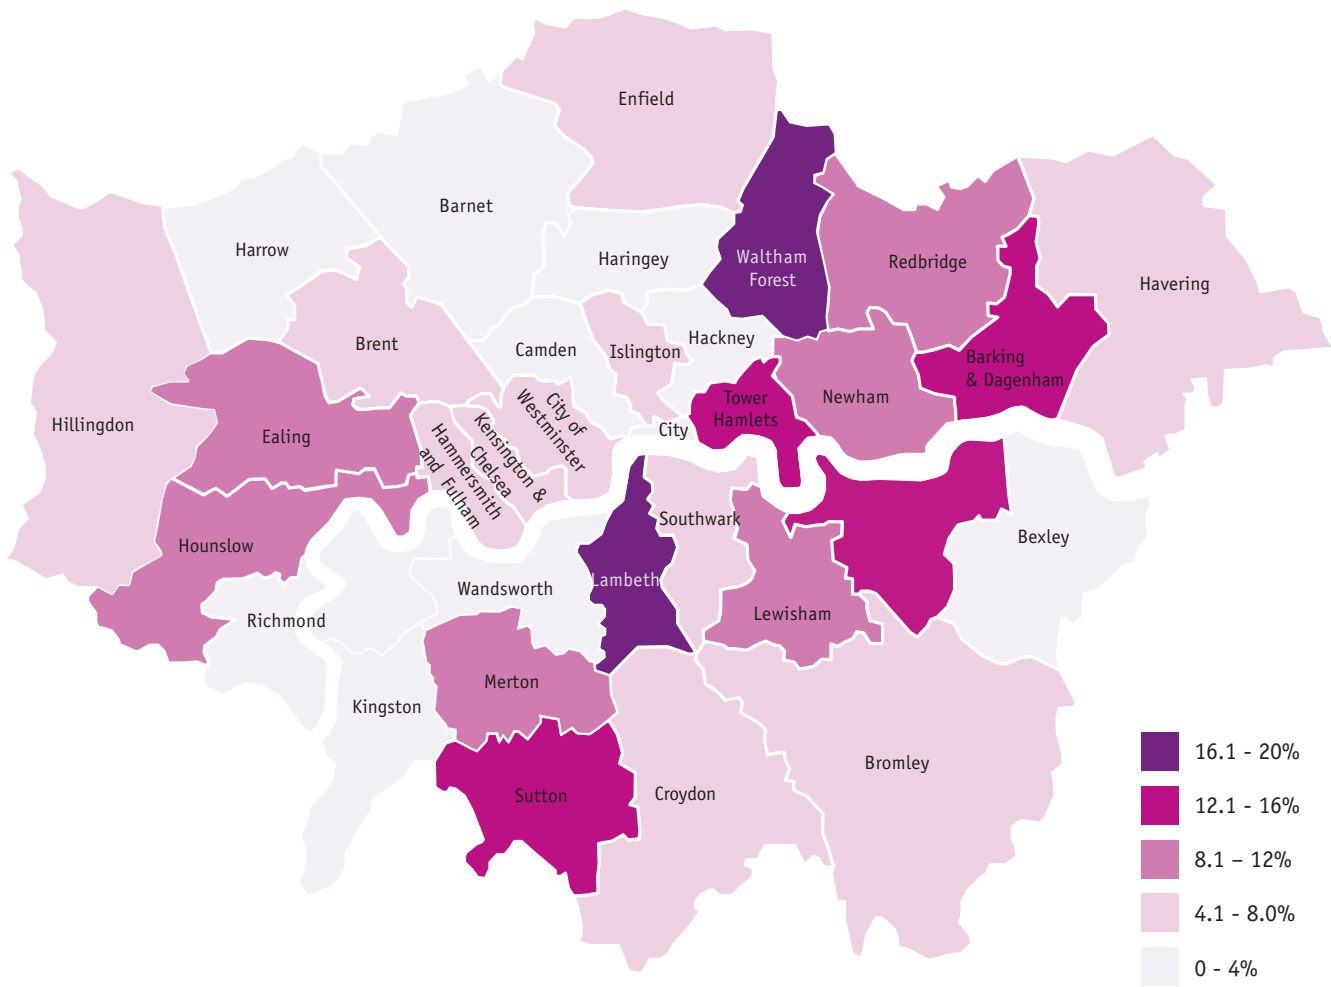 Enfield
Barnet
Harrow
Haringey
Waltham
Forest
Redbridge
Havering
Hackney
Brent
Camden
Islington
Barking
& Dagenham
Tower
Hamlets
Newham
Hillingdon
Ealing
City of
Westminster
Kensington &
Chelsea
Hammersmith
and Fulham
City
Southwark
Hounslow
Bexley
Wandsworth
Lambeth
Richmond
Lewisham
Merton
Kingston
Sutton
Croydon
Bromley
16.1 - 20%
12.1 - 16%
8.1 – 12%
4.1 - 8.0%
0 - 4%